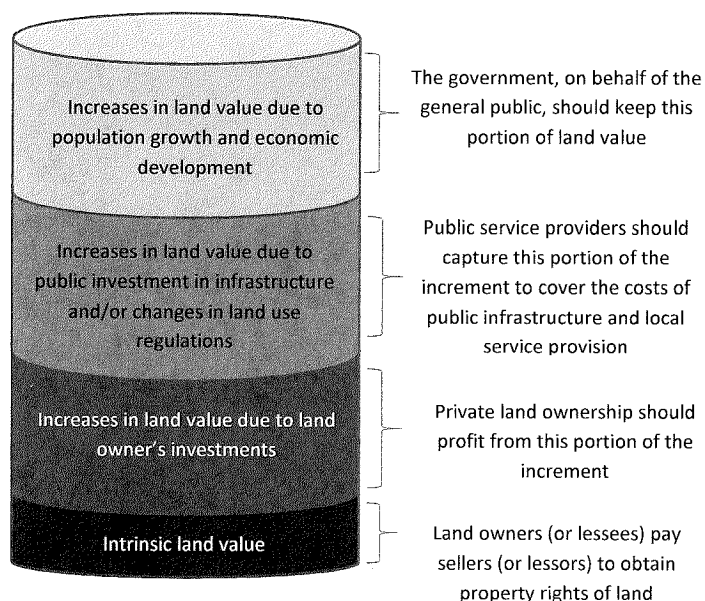 Increases in land value due to
population growth and economic
development
The government, on behalf of the
general public, should keep this
portion of land value
Increases in land value due to
public investment in infrastructure
and/or changes in land use
regulations
Public service providers should
capture this portion of the
increment to cover the costs of
public infrastructure and local
service provision
Increases in land value due to land
owner's investments
Private land ownership should
profit from this portion of the
increment
Intrinsic land value
Land owners (or lessees) pay
sellers (or lessors) to obtain
property rights of land